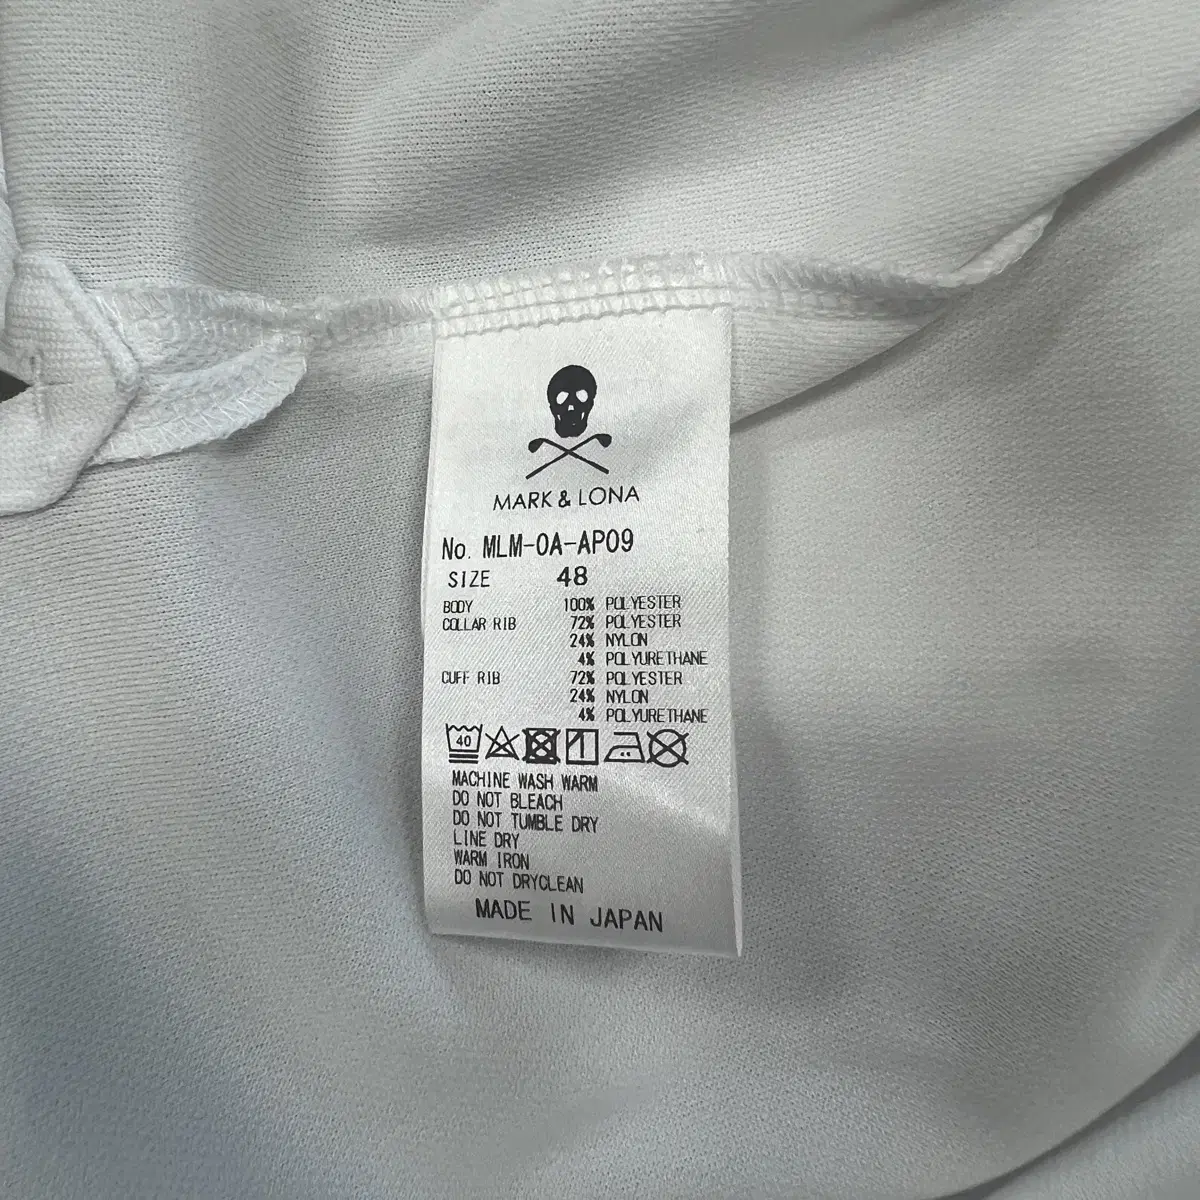 MARK & LONA
No. MLM-0A-AP09
SIZE 48
BODY 100% POLYESTER
COLLAR RIB 72% POLYESTER
24% NYLON
4% POLYURETHANE
CUFF RIB 72% POLYESTER
24% NYLON
4% POLYURETHANE
40
MACHINE WASH WARM
DO NOT BLEACH
DO NOT TUMBLE DRY
LINE DRY
WARM IRON
DO NOT DRYCLEAN
MADE IN JAPAN